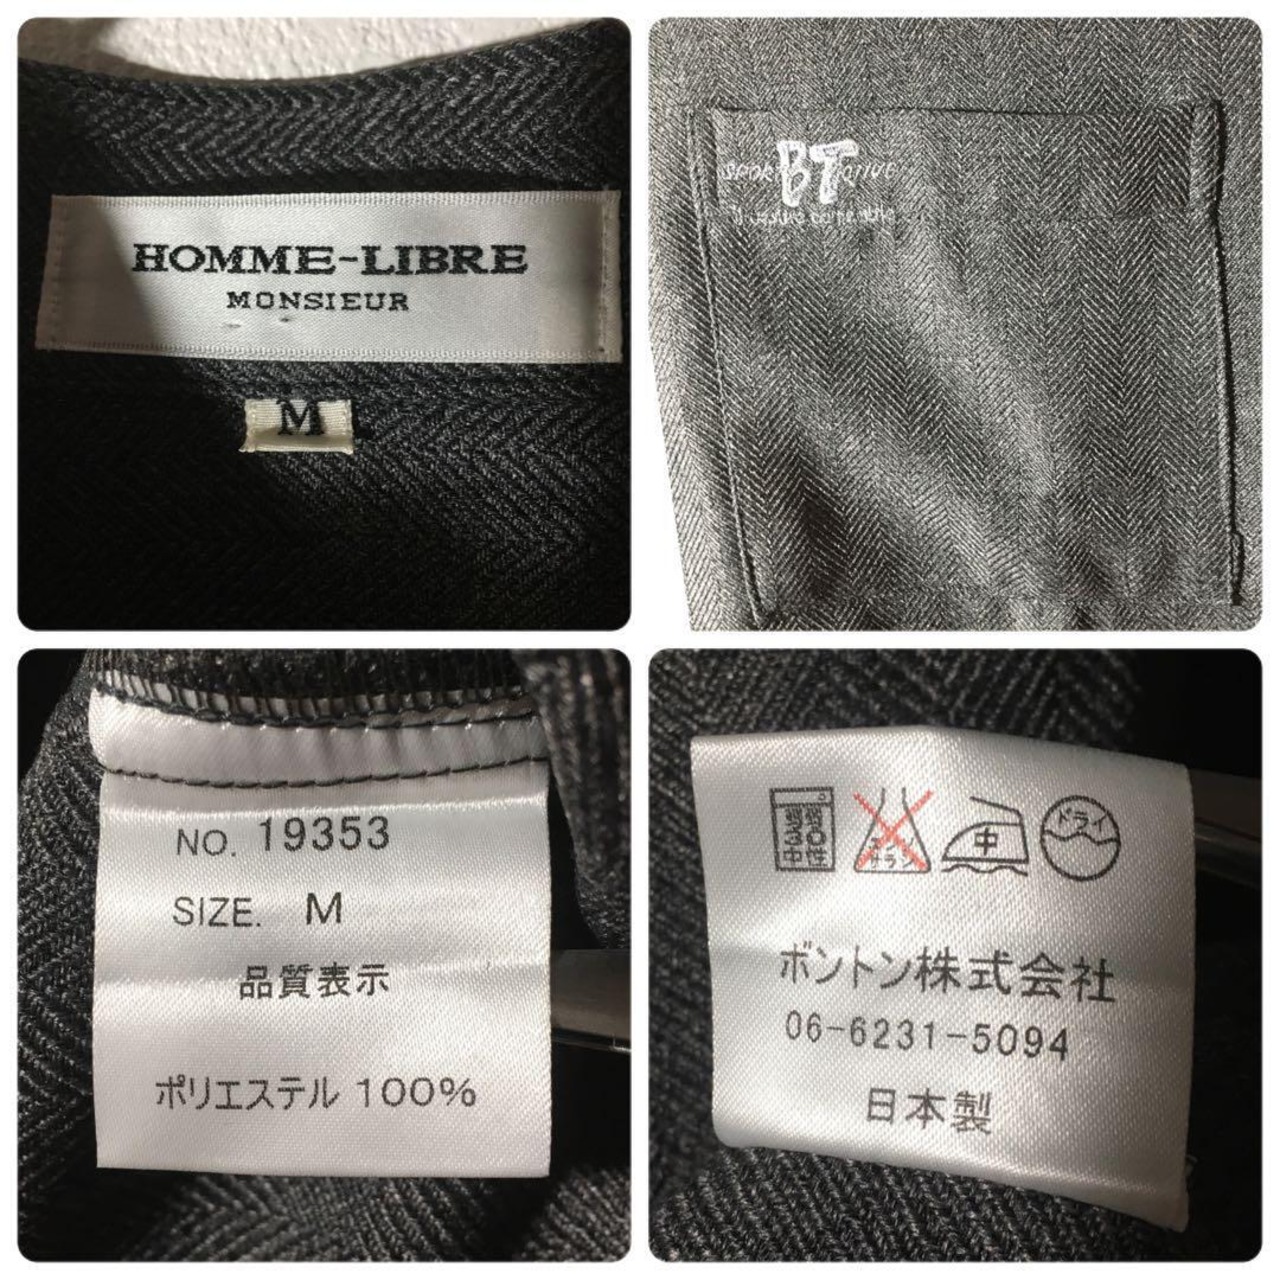 HOMME-LIBRE
MONSIEUR
M
BT
NO. 19353
SIZE. M
品質表示
ポリエステル 100%
中
ドライ
ボントン株式会社
06-6231-5094
日本製